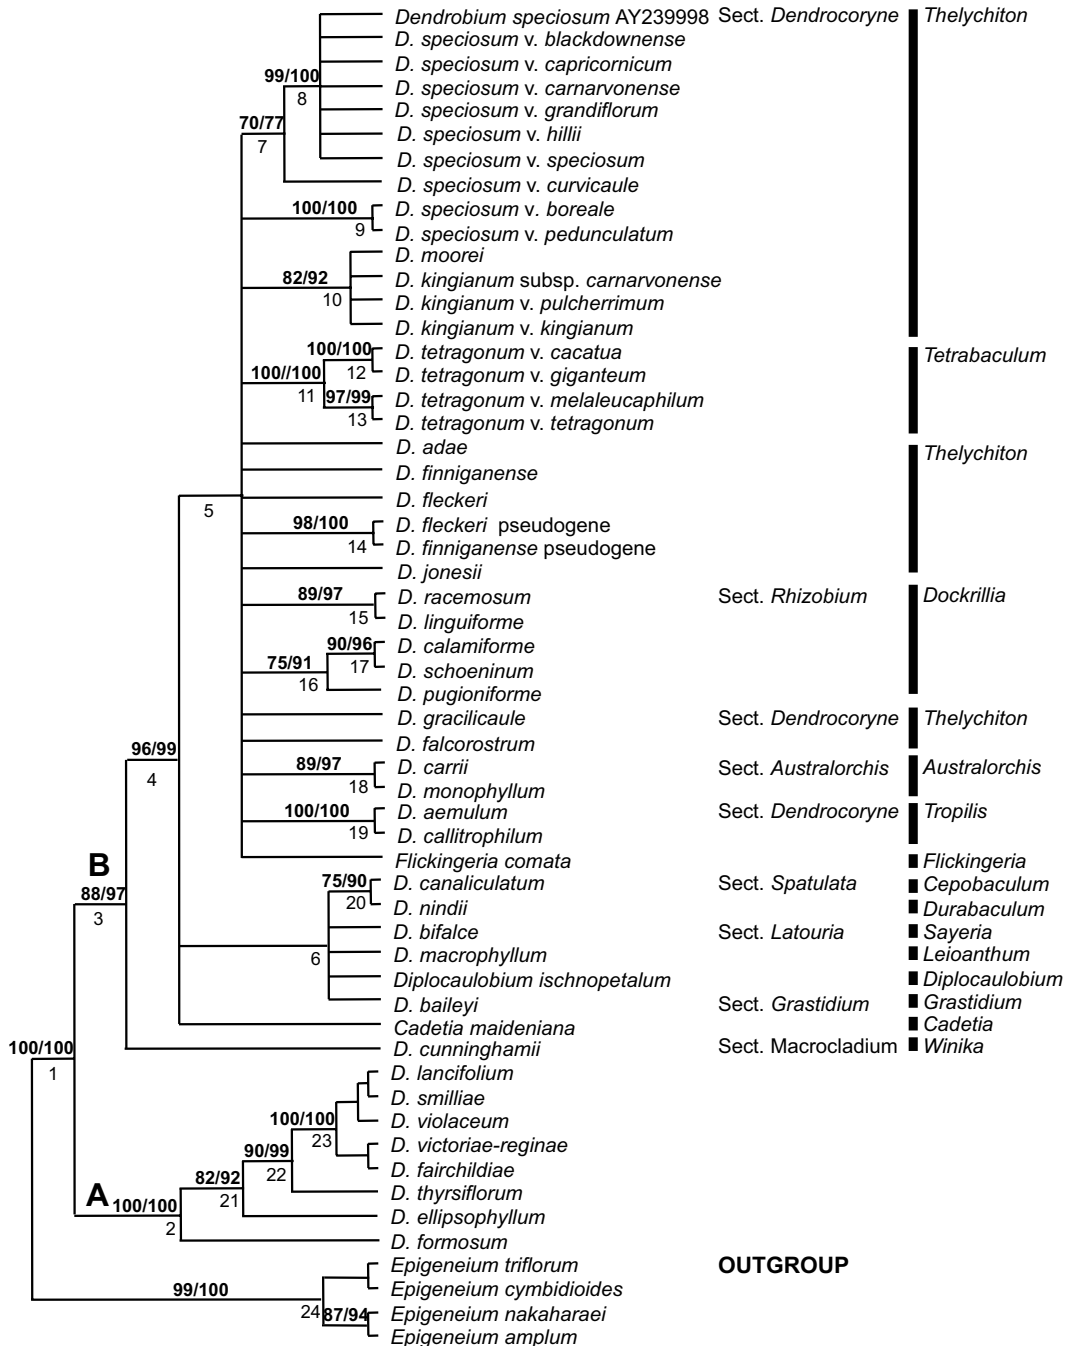 Dendrobium speciosum AY239998 Sect. Dendrocoryne Thelychiton
D. speciosum v. blackdownense
D. speciosum v. capricornicum
99/100
D. speciosum v. carnarvonense
8
D. speciosum v. grandiflorum
70/77
D. speciosum v. hillii
7
D. speciosum v. speciosum
D. speciosum v. curvicaule
100/100
D. speciosum v. boreale
9
D. speciosum v. pedunculatum
D. moorei
82/92
D. kingianum subsp. carnarvonense
10
D. kingianum v. pulcherrimum
D. kingianum v. kingianum
100/100
D. tetragonum v. cacatua
Tetrabaculum
12
100//100
D. tetragonum v. giganteum
11
97/99
D. tetragonum v. melaleucaphilum
13
D. tetragonum v. tetragonum
D. adae
Thelychiton
D. finniganense
D. fleckeri
5
98/100
D. fleckeri pseudogene
14
D. finniganense pseudogene
D. jonesii
89/97
D. racemosum Sect. Rhizobium Dockrillia
15
D. linguiforme
90/96
D. calamiforme
75/91
17
D. schoeninum
16
D. pugioniforme
D. gracilicaule Sect. Dendrocoryne Thelychiton
D. falcorostrum
96/99
4
89/97
D. carrii Sect. Australorchis Australorchis
18
D. monophyllum
100/100
D. aemulum Sect. Dendrocoryne Tropilis
19
D. callitrophilum
Flickingeria comata Flickingeria
B
88/97
3
75/90
D. canaliculatum Sect. Spatulata Cepobaculum
20
D. nindii Durabaculum
D. bifalce Sect. Latouria Sayeria
6
D. macrophyllum Leioanthum
Diplocaulobium ischnopetalum Diplocaulobium
D. baileyi Sect. Grastidium Grastidium
Cadetia maideniana Cadetia
100/100
1
D. cunninghamii Sect. Macrocladium Winika
D. lancifolium
D. smilliae
100/100
D. violaceum
23
D. victoriae-reginae
90/99
D. fairchildiae
22
82/92
D. thyrsiflorum
21
A
100/100
D. ellipsophyllum
2
D. formosum
Epigeneium triflorum OUTGROUP
99/100
Epigeneium cymbidioides
24
87/94
Epigeneium nakaharaei
Epigeneium amplum